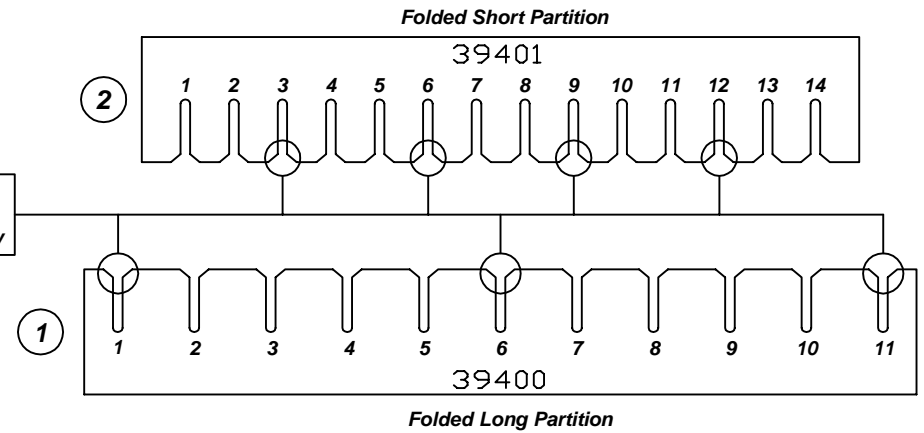 Folded Short Partition
39401
2
1 2 3 4 5 6 7 8 9 10 11 12 13 14
1
1 2 3 4 5 6 7 8 9 10 11
39400
Folded Long Partition